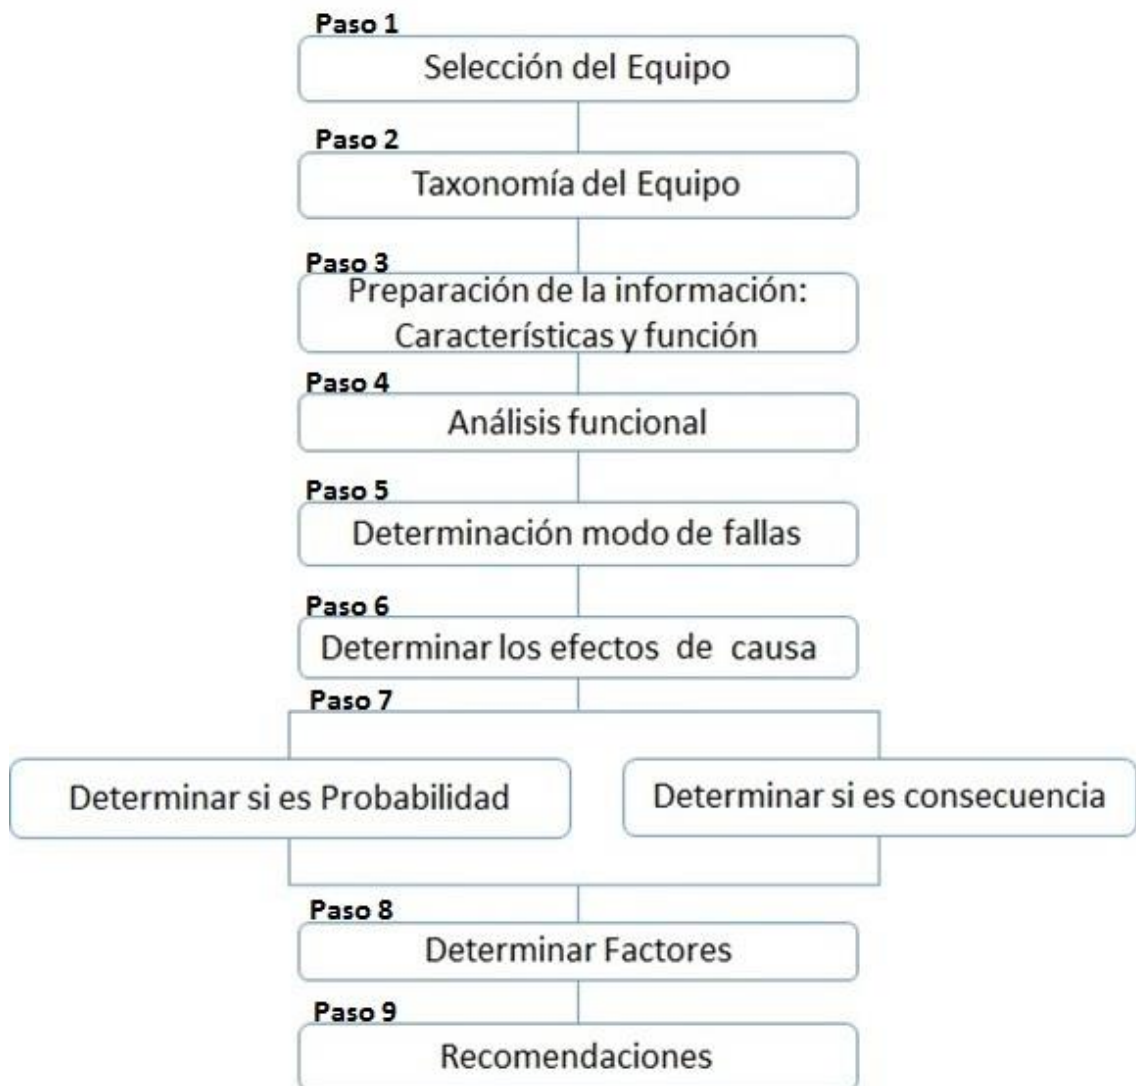 Paso 1
Selección del Equipo
Paso 2
Taxonomía del Equipo
Paso 3
Preparación de la información:
Características y función
Paso 4
Análisis funcional
Paso 5
Determinación modo de fallas
Paso 6
Determinar los efectos de causa
Paso 7
Determinar si es Probabilidad
Determinar si es consecuencia
Paso 8
Determinar Factores
Paso 9
Recomendaciones